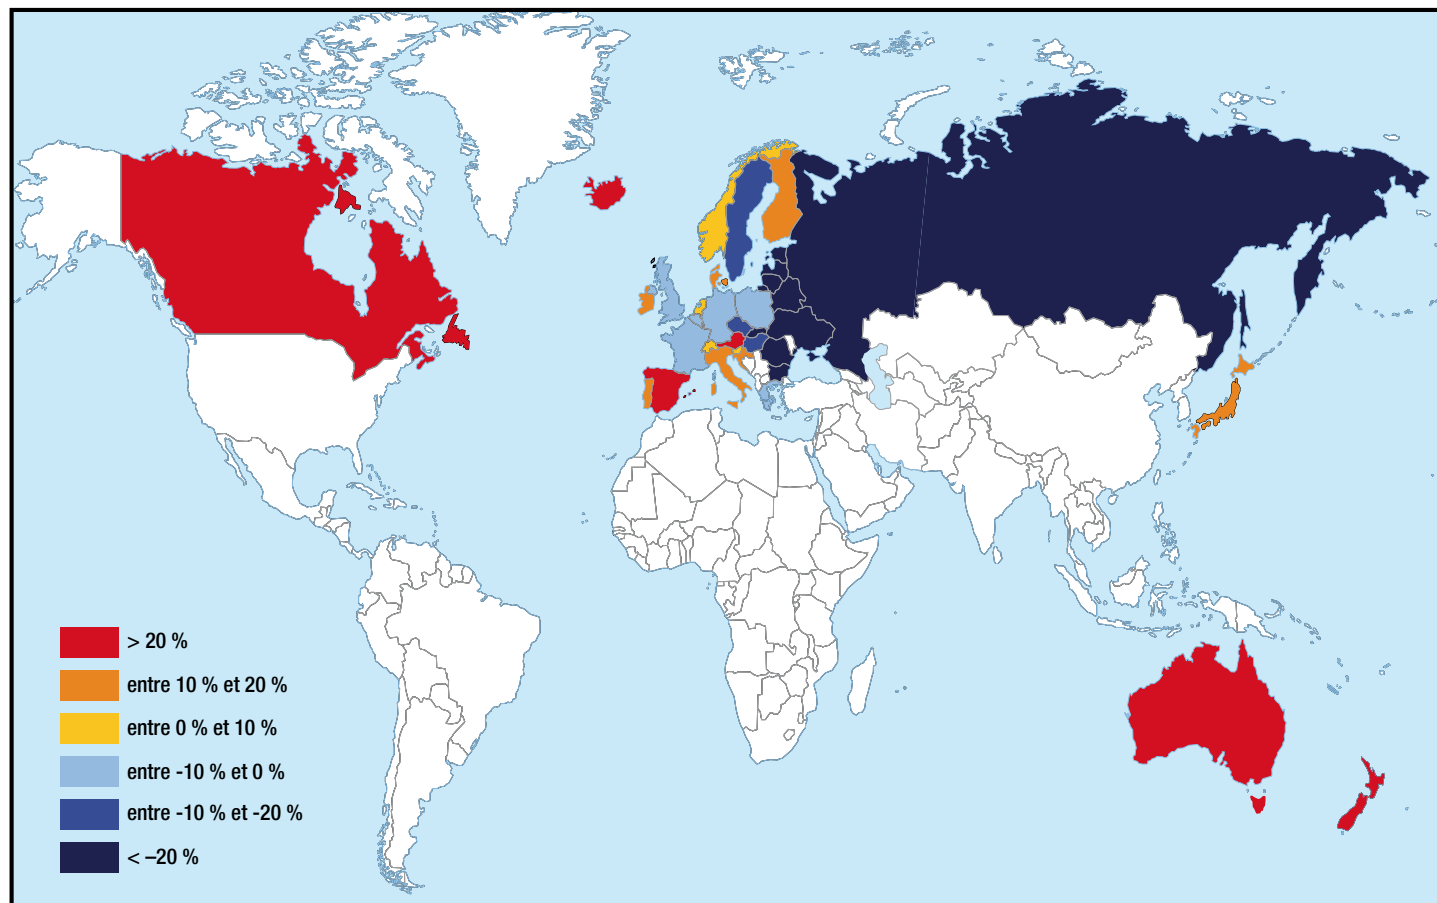 > 20 %
entre 10 % et 20 %
entre 0 % et 10 %
entre -10 % et 0 %
entre -10 % et -20 %
< –20 %